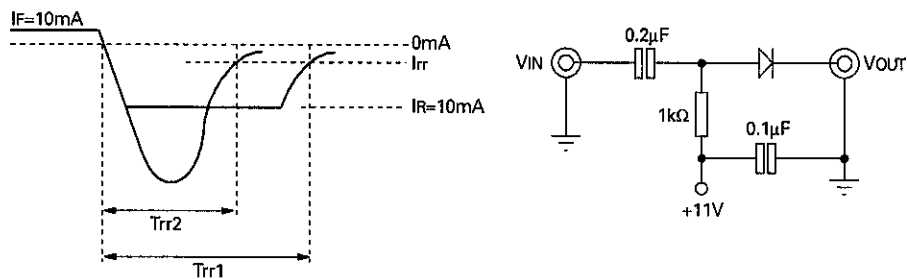 IF=10mA
0mA
Irr
IR=10mA
Trr2
Trr1
0.2μF
VIN
VOUT
1kΩ
0.1μF
+11V